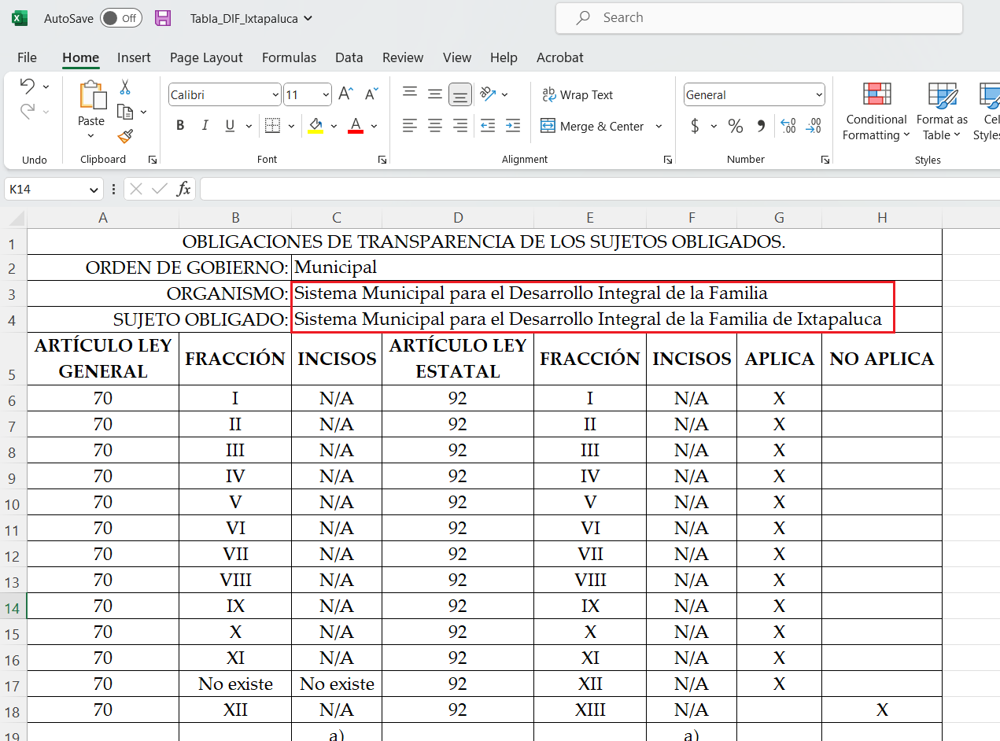 AutoSave Off Tabla_DIF_Ixtapaluca Search
File Home Insert Page Layout Formulas Data Review View Help Acrobat
Calibri 11 Wrap Text General
Paste B I U A Merge & Center $ % Conditional Formatting Format as Table
Undo Clipboard Font Alignment Number Styles
K14 fx
A B C D E F G H
1 OBLIGACIONES DE TRANSPARENCIA DE LOS SUJETOS OBLIGADOS.
2 ORDEN DE GOBIERNO: Municipal
3 ORGANISMO: Sistema Municipal para el Desarrollo Integral de la Familia
4 SUJETO OBLIGADO: Sistema Municipal para el Desarrollo Integral de la Familia de Ixtapaluca
5 ARTÍCULO LEY GENERAL FRACCIÓN INCISOS ARTÍCULO LEY ESTATAL FRACCIÓN INCISOS APLICA NO APLICA
6 70 I N/A 92 I N/A X
7 70 II N/A 92 II N/A X
8 70 III N/A 92 III N/A X
9 70 IV N/A 92 IV N/A X
10 70 V N/A 92 V N/A X
11 70 VI N/A 92 VI N/A X
12 70 VII N/A 92 VII N/A X
13 70 VIII N/A 92 VIII N/A X
14 70 IX N/A 92 IX N/A X
15 70 X N/A 92 X N/A X
16 70 XI N/A 92 XI N/A X
17 70 No existe No existe 92 XII N/A X
18 70 XII N/A 92 XIII N/A X
19 a) a)